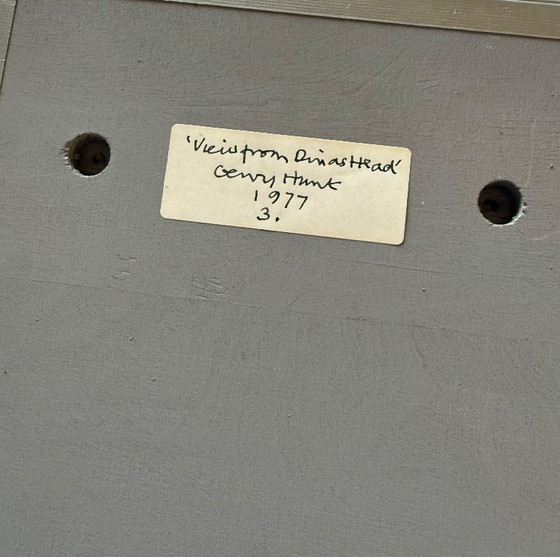 'View from Dinas Head'
Gerry Hunt
1977
3.